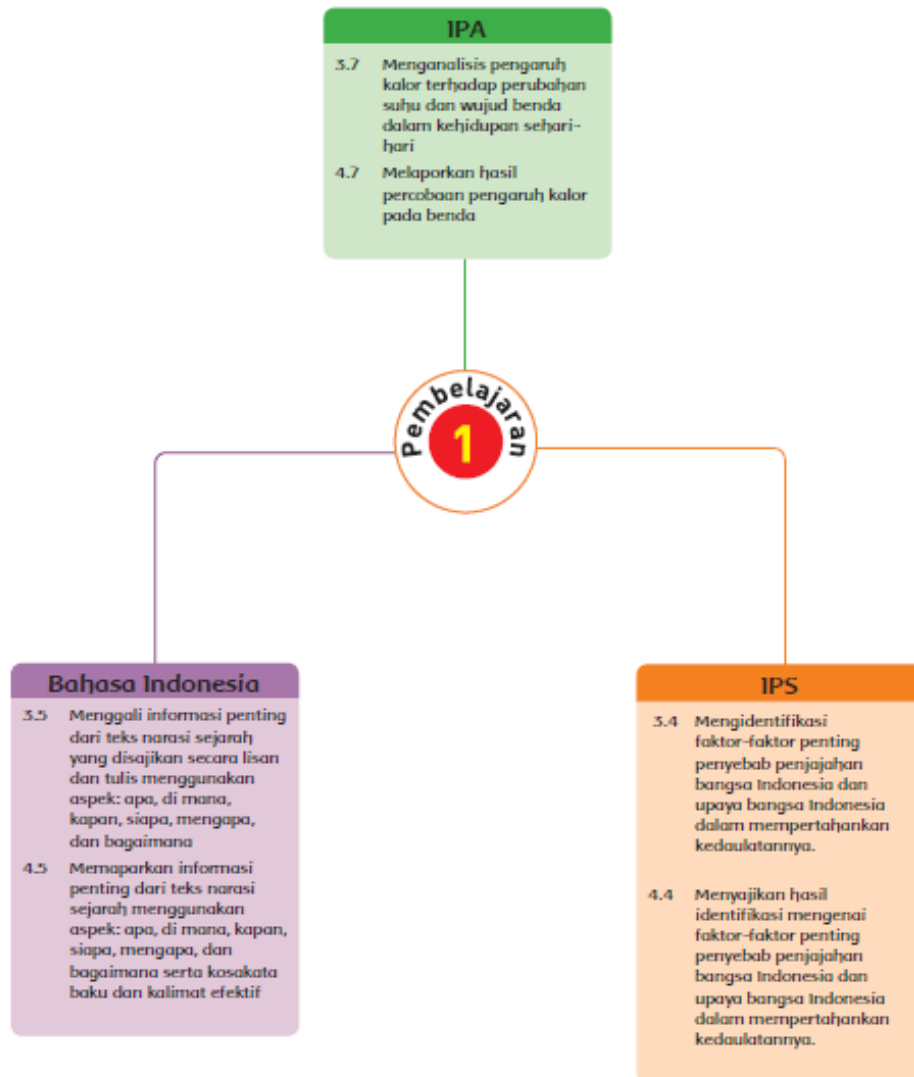 IPA
3.7 Menganalisis pengaruh
kalor terhadap perubahan
suhu dan wujud benda
dalam kehidupan sehari-
hari
4.7 Melaporkan hasil
percobaan pengaruh kalor
pada benda
Pembelajaran
1
Bahasa Indonesia
3.5 Menggali informasi penting
dari teks narasi sejarah
yang disajikan secara lisan
dan tulis menggunakan
aspek: apa, di mana,
kapan, siapa, mengapa,
dan bagaimana
4.5 Memaparkan informasi
penting dari teks narasi
sejarah menggunakan
aspek: apa, di mana, kapan,
siapa, mengapa, dan
bagaimana serta kosakata
baku dan kalimat efektif
IPS
3.4 Mengidentifikasi
faktor-faktor penting
penyebab penjajahan
bangsa Indonesia dan
upaya bangsa Indonesia
dalam mempertahankan
kedaulatannya.
4.4 Menyajikan hasil
identifikasi mengenai
faktor-faktor penting
penyebab penjajahan
bangsa Indonesia dan
upaya bangsa Indonesia
dalam mempertahankan
kedaulatannya.